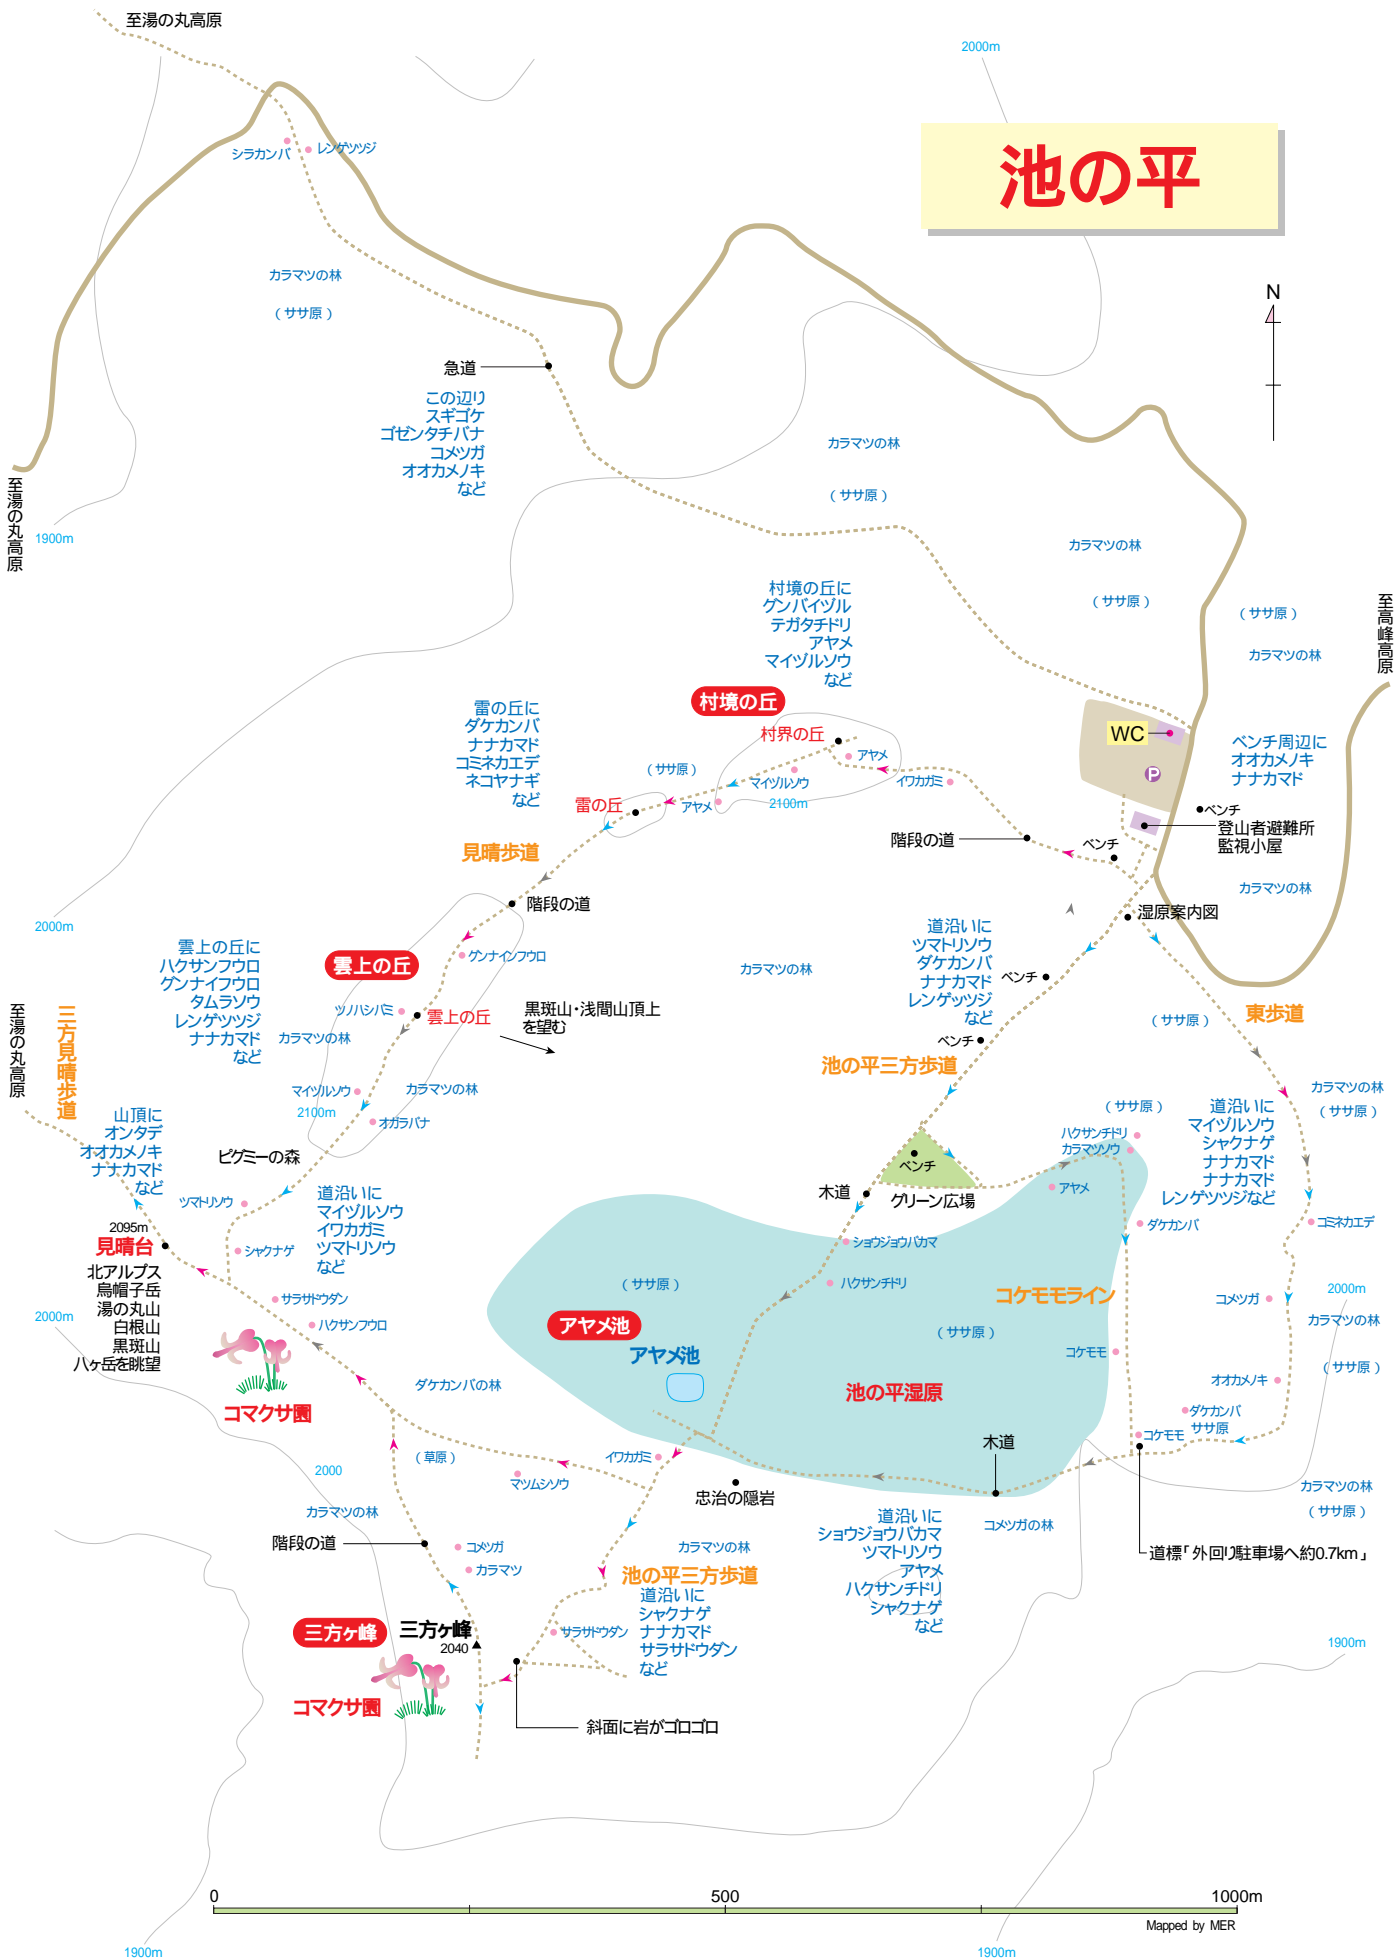 至湯の丸高原
2000m
池の平
シラカンバ
レンゲツツジ
カラマツの林
（ササ原）
N
急道
この辺り
スギゴケ
ゴゼンタチバナ
コメツガ
オオカメノキ
など
カラマツの林
（ササ原）
至湯の丸高原
1900m
カラマツの林
（ササ原）
（ササ原）
カラマツの林
至高峰高原
村境の丘に
グンバイヅル
テガタチドリ
アヤメ
マイヅルソウ
など
村境の丘
村界の丘
アヤメ
マイヅルソウ
2100m
イワカガミ
雷の丘に
ダケカンバ
ナナカマド
コミネカエデ
ネコヤナギ
など
（ササ原）
雷の丘
アヤメ
WC
P
ベンチ周辺に
オオカメノキ
ナナカマド
ベンチ
登山者避難所
監視小屋
階段の道
ベンチ
カラマツの林
見晴歩道
階段の道
湿原案内図
2000m
雲上の丘に
ハクサンフウロ
グンナイフウロ
タムラソウ
レンゲツツジ
ナナカマド
など
雲上の丘
グンナインフウロ
ツノハシバミ
雲上の丘
黒斑山・浅間山頂上
を望む
カラマツの林
カラマツの林
道沿いに
ツマトリソウ
ダケカンバ
ナナカマド
レンゲッツジ
など
ベンチ
ベンチ
（ササ原）
東歩道
至湯の丸高原
三方見晴歩道
カラマツの林
マイヅルソウ
カラマツの林
2100m
オガラバナ
池の平三方歩道
山頂に
オンタデ
オオカメノキ
ナナカマド
など
ピグミーの森
ツマトリソウ
道沿いに
マイヅルソウ
イワカガミ
ツマトリソウ
など
（ササ原）
ハクサンチドリ
カラマツソウ
道沿いに
マイヅルソウ
シャクナゲ
ナナカマド
ナナカマド
レンゲツツジなど
カラマツの林
（ササ原）
ベンチ
グリーン広場
アヤメ
木道
ダケカンバ
コミネカエデ
2095m
見晴台
シャクナゲ
北アルプス
烏帽子岳
湯の丸山
白根山
黒斑山
八ヶ岳を眺望
サラサドウダン
ハクサンフウロ
ショウジョウバカマ
ハクサンチドリ
（ササ原）
コケモモライン
コメツガ
2000m
カラマツの林
2000m
アヤメ池
アヤメ池
（ササ原）
コケモモ
（ササ原）
池の平湿原
オオカメノキ
ダケカンバ
ササ原
コケモモ
コマクサ園
ダケカンバの林
（草原）
2000
イワカガミ
マツムシソウ
忠治の隠岩
木道
カラマツの林
（ササ原）
カラマツの林
階段の道
コメツガ
カラマツ
カラマツの林
道沿いに
ショウジョウバカマ
ツマトリソウ
アヤメ
ハクサンチドリ
シャクナゲ
など
コメツガの林
道標「外回り駐車場へ約0.7km」
池の平三方歩道
道沿いに
シャクナゲ
ナナカマド
サラサドウダン
など
三方ヶ峰
三方ヶ峰
2040
サラサドウダン
1900m
コマクサ園
斜面に岩がゴロゴロ
0
500
1000m
Mapped by MER
1900m
1900m